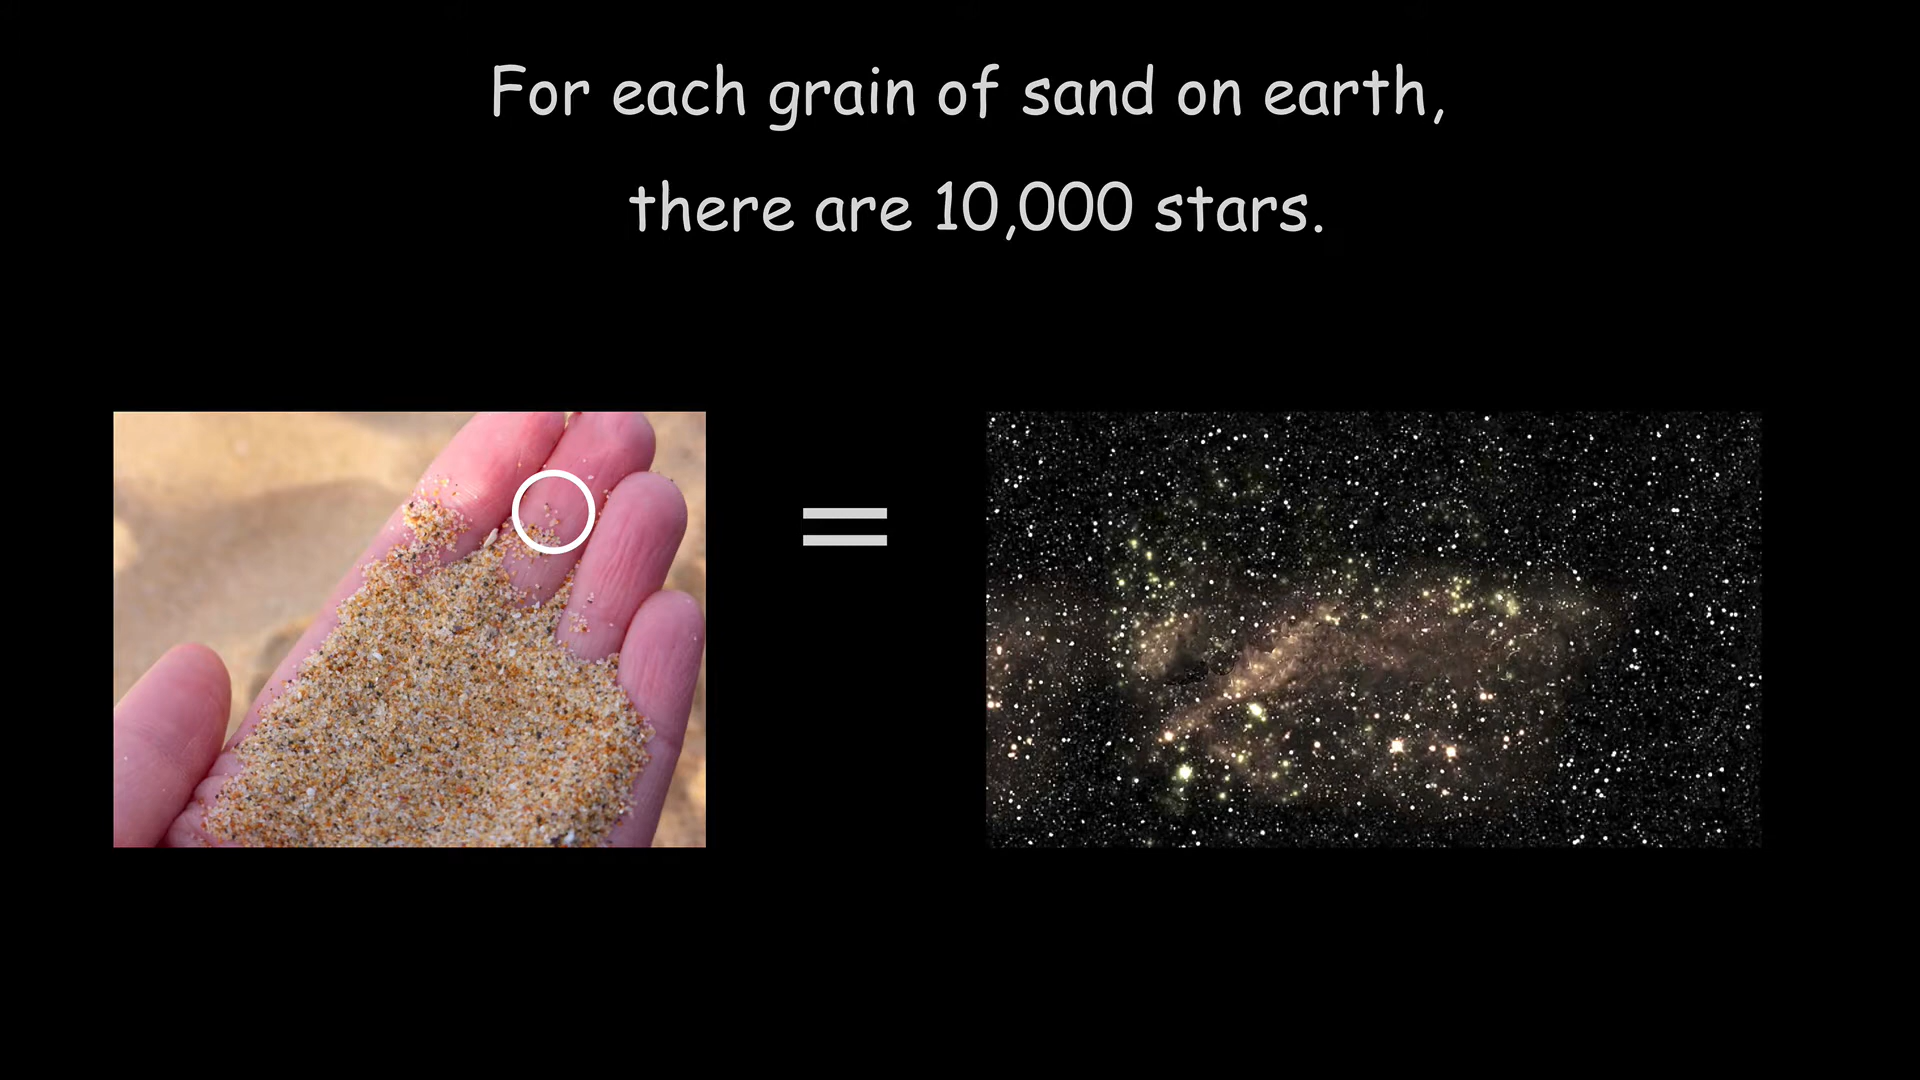 For each grain of sand on earth,
there are 10,000 stars.
=